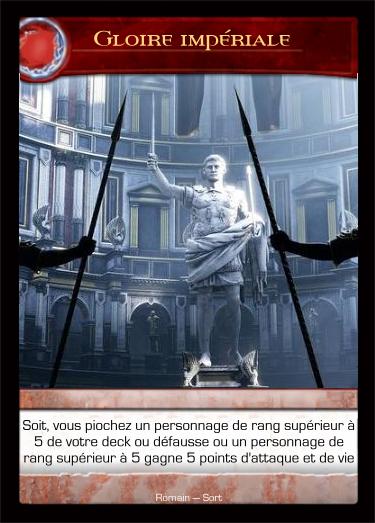 Gloire impériale
Soit, vous piochez un personnage de rang supérieur à
5 de votre deck ou défausse ou un personnage de
rang supérieur à 5 gagne 5 points d'attaque et de vie
Romain – Sort